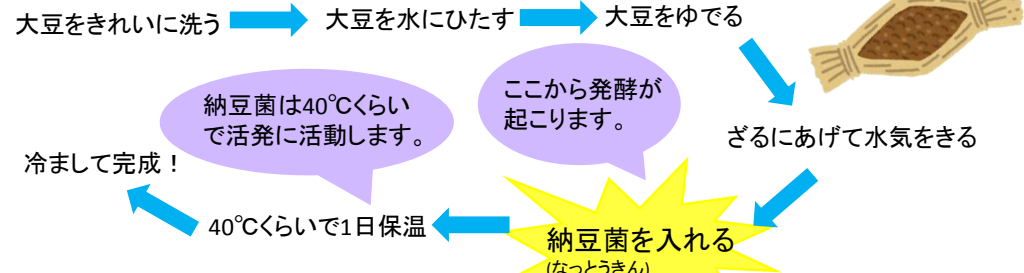 大豆をきれいに洗う
大豆を水にひたす
大豆をゆでる
ざるにあげて水気をきる
ここから発酵が
起こります。
納豆菌を入れる
(なっとうきん)
納豆菌は40℃くらい
で活発に活動します。
40℃くらいで1日保温
冷まして完成！